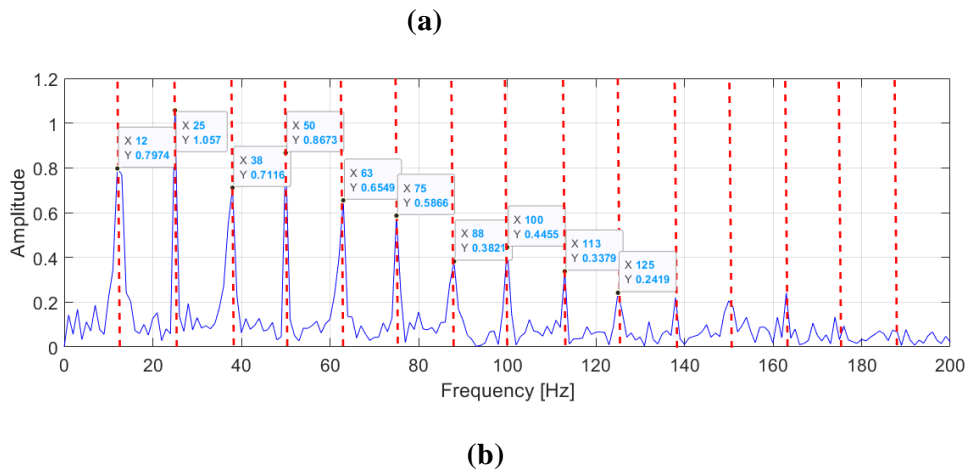 (a)
1.2
1
0.8
0.6
0.4
0.2
0
Amplitude
X 12
Y 0.7974
X 25
Y 1.057
X 38
Y 0.7116
X 50
Y 0.8673
X 63
Y 0.6549
X 75
Y 0.5866
X 88
Y 0.3821
X 100
Y 0.4455
X 113
Y 0.3379
X 125
Y 0.2419
0 20 40 60 80 100 120 140 160 180 200
Frequency [Hz]
(b)